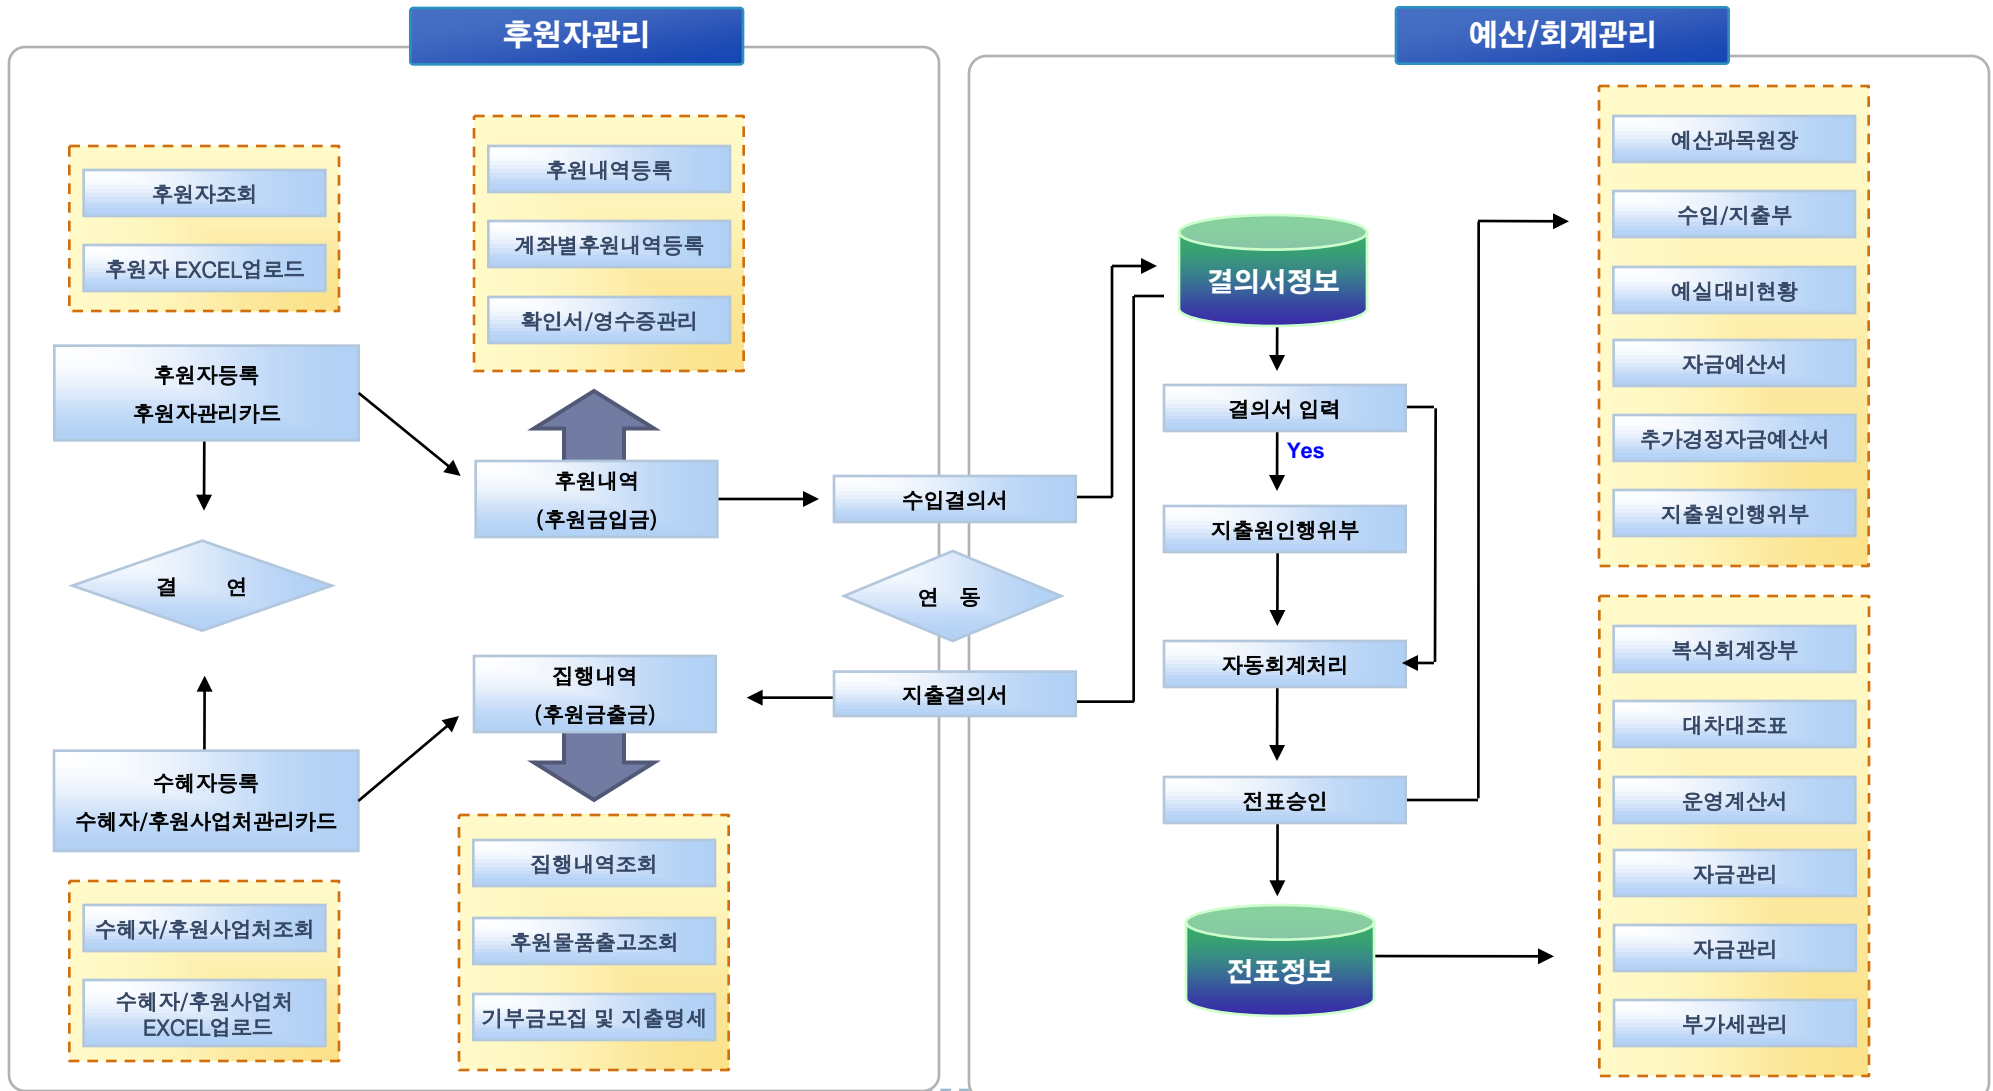 후원자관리
후원자조회
후원자 EXCEL업로드
후원자등록
후원자관리카드
결 연
수혜자등록
수혜자/후원사업처관리카드
수혜자/후원사업처조회
수혜자/후원사업처
EXCEL업로드
후원내역등록
계좌별후원내역등록
확인서/영수증관리
후원내역
(후원금입금)
집행내역
(후원금출금)
집행내역조회
후원물품출고조회
기부금모집 및 지출명세
수입결의서
연 동
지출결의서
예산/회계관리
결의서정보
결의서 입력
Yes
지출원인행위부
자동회계처리
전표승인
전표정보
예산과목원장
수입/지출부
예실대비현황
자금예산서
추가경정자금예산서
지출원인행위부
복식회계장부
대차대조표
운영계산서
자금관리
자금관리
부가세관리